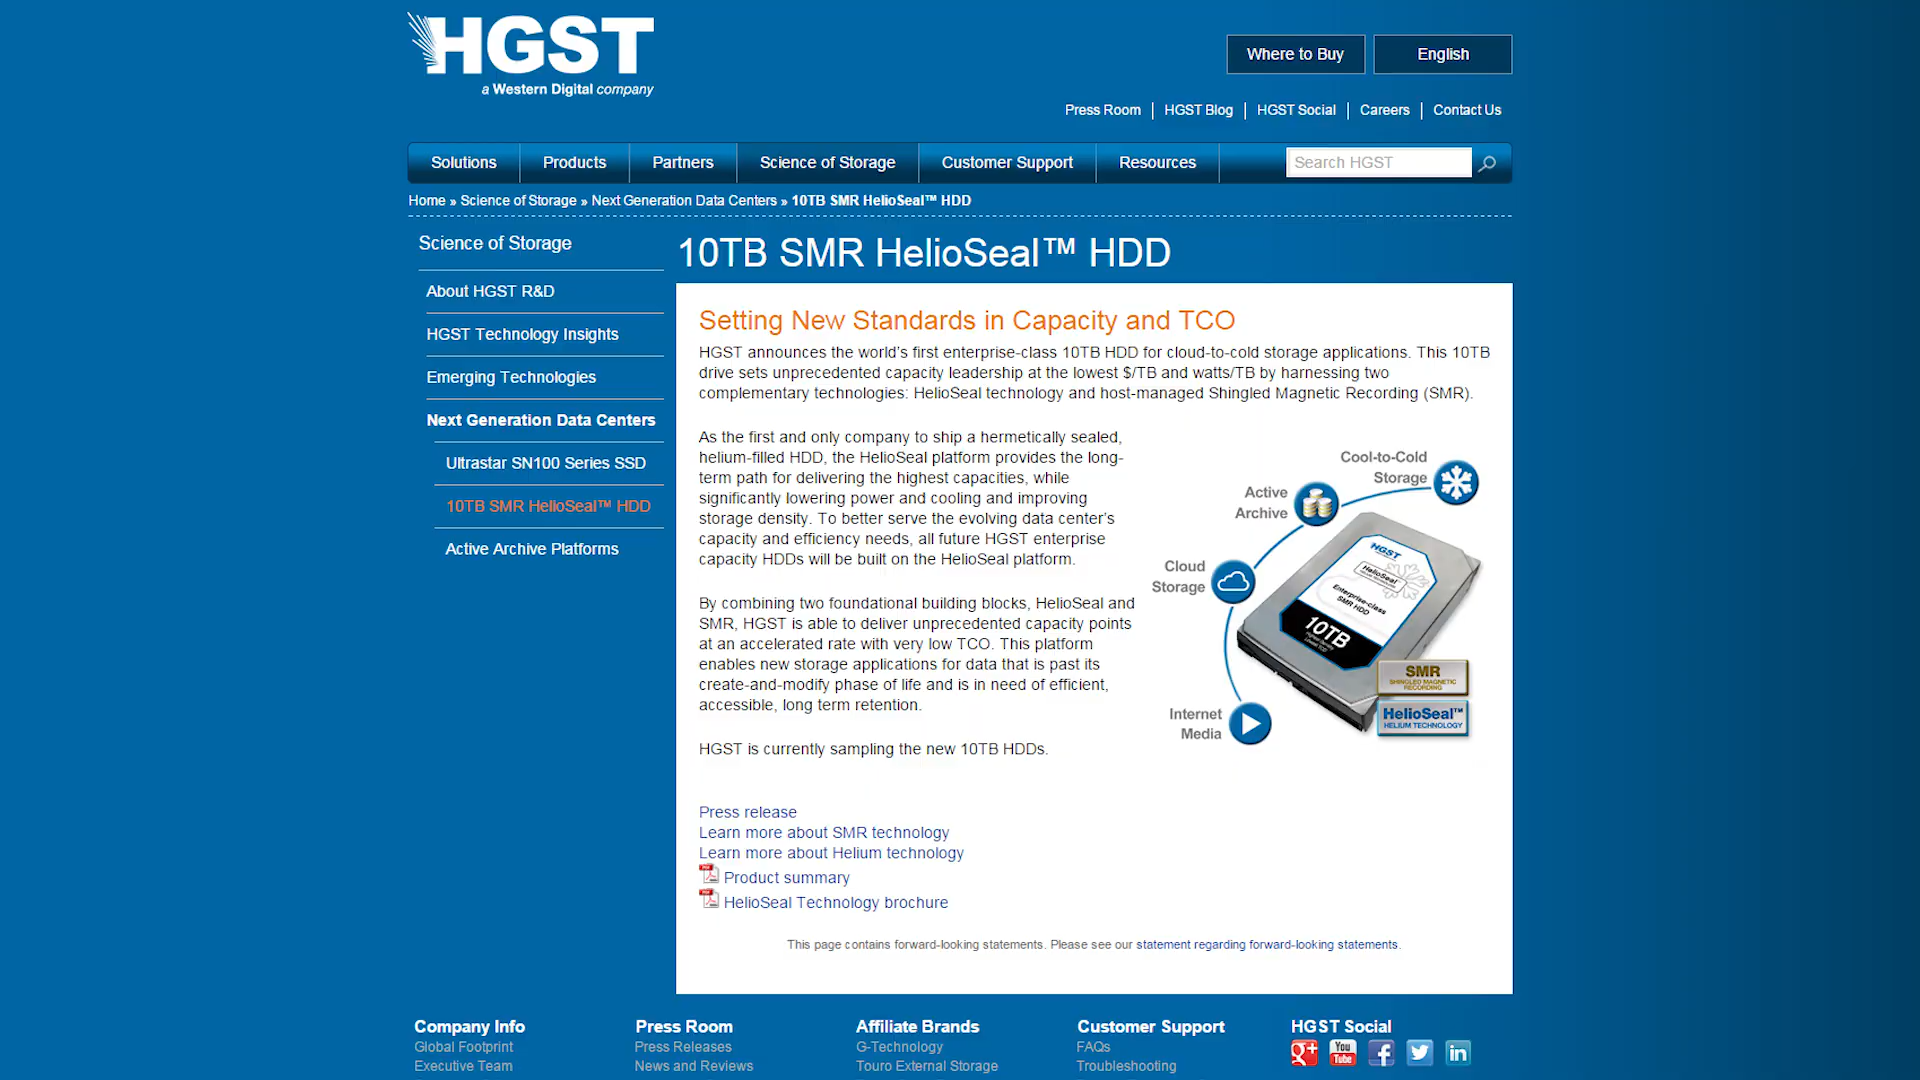 HGST
a Western Digital company
Where to Buy
English
Press Room | HGST Blog | HGST Social | Careers | Contact Us
Solutions
Products
Partners
Science of Storage
Customer Support
Resources
Search HGST
Home » Science of Storage » Next Generation Data Centers » 10TB SMR HelioSeal™ HDD
Science of Storage
About HGST R&D
HGST Technology Insights
Emerging Technologies
Next Generation Data Centers
Ultrastar SN100 Series SSD
10TB SMR HelioSeal™ HDD
Active Archive Platforms
10TB SMR HelioSeal™ HDD
Setting New Standards in Capacity and TCO
HGST announces the world's first enterprise-class 10TB HDD for cloud-to-cold storage applications. This 10TB
drive sets unprecedented capacity leadership at the lowest $/TB and watts/TB by harnessing two
complementary technologies: HelioSeal technology and host-managed Shingled Magnetic Recording (SMR).
As the first and only company to ship a hermetically sealed,
helium-filled HDD, the HelioSeal platform provides the long-
term path for delivering the highest capacities, while
significantly lowering power and cooling and improving
storage density. To better serve the evolving data center's
capacity and efficiency needs, all future HGST enterprise
capacity HDDs will be built on the HelioSeal platform.
By combining two foundational building blocks, HelioSeal and
SMR, HGST is able to deliver unprecedented capacity points
at an accelerated rate with very low TCO. This platform
enables new storage applications for data that is past its
create-and-modify phase of life and is in need of efficient,
accessible, long term retention.
HGST is currently sampling the new 10TB HDDs.
Cool-to-Cold
Storage
Active
Archive
Cloud
Storage
Internet
Media
HGST
HelioSeal
Enterprise-class
SMR HDD
10TB
SMR
SHINGLED MAGNETIC
RECORDING
HelioSeal™
HELIUM TECHNOLOGY
Press release
Learn more about SMR technology
Learn more about Helium technology
Product summary
HelioSeal Technology brochure
This page contains forward-looking statements. Please see our statement regarding forward-looking statements.
Company Info
Global Footprint
Executive Team
Press Room
Press Releases
News and Reviews
Affiliate Brands
G-Technology
Touro External Storage
Customer Support
FAQs
Troubleshooting
HGST Social
g+
You
Tube
f
in